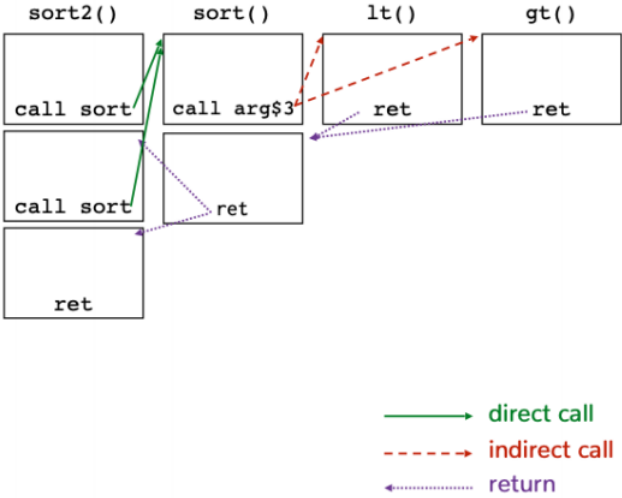 sort2() sort() lt() gt()
call sort call arg$3 ret ret
call sort ret
ret
direct call
indirect call
return